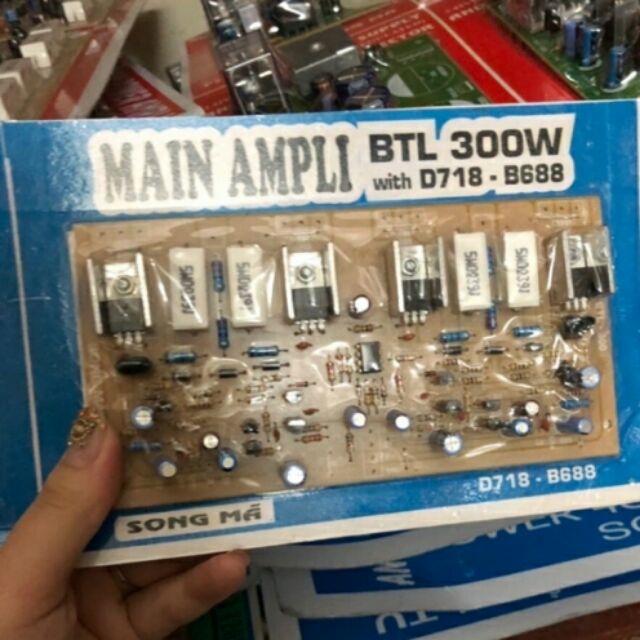 MAIN AMPLI
BTL 300W
with D718 - B688
D718 - B688
SONG MÃ